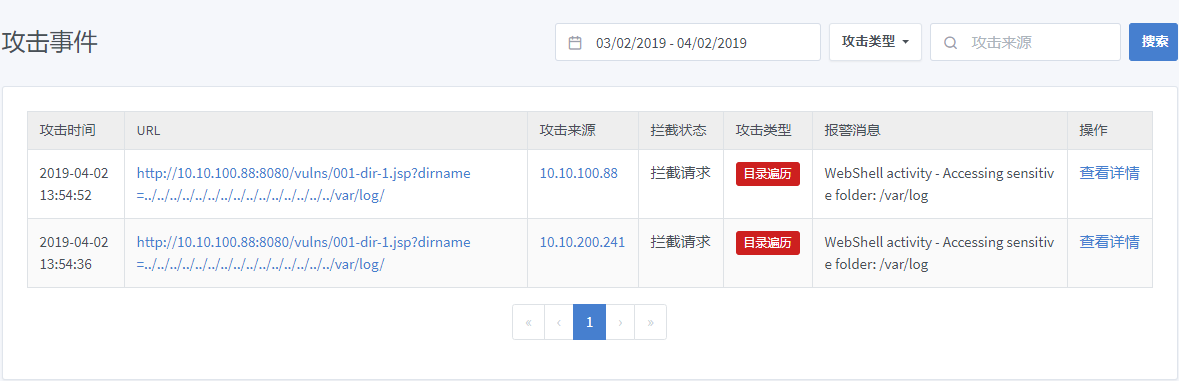 攻击事件
03/02/2019 - 04/02/2019
攻击类型
攻击来源
搜索
攻击时间 URL 攻击来源 拦截状态 攻击类型 报警消息 操作
2019-04-02 http://10.10.100.88:8080/vulns/001-dir-1.jsp?dirname 10.10.100.88 拦截请求 目录遍历 WebShell activity - Accessing sensitiv 查看详情
13:54:52 =../../../../../../../../../../../../../../../var/log/ e folder: /var/log
2019-04-02 http://10.10.100.88:8080/vulns/001-dir-1.jsp?dirname 10.10.200.241 拦截请求 目录遍历 WebShell activity - Accessing sensitiv 查看详情
13:54:36 =../../../../../../../../../../../../../../../var/log/ e folder: /var/log
« ‹ 1 › »